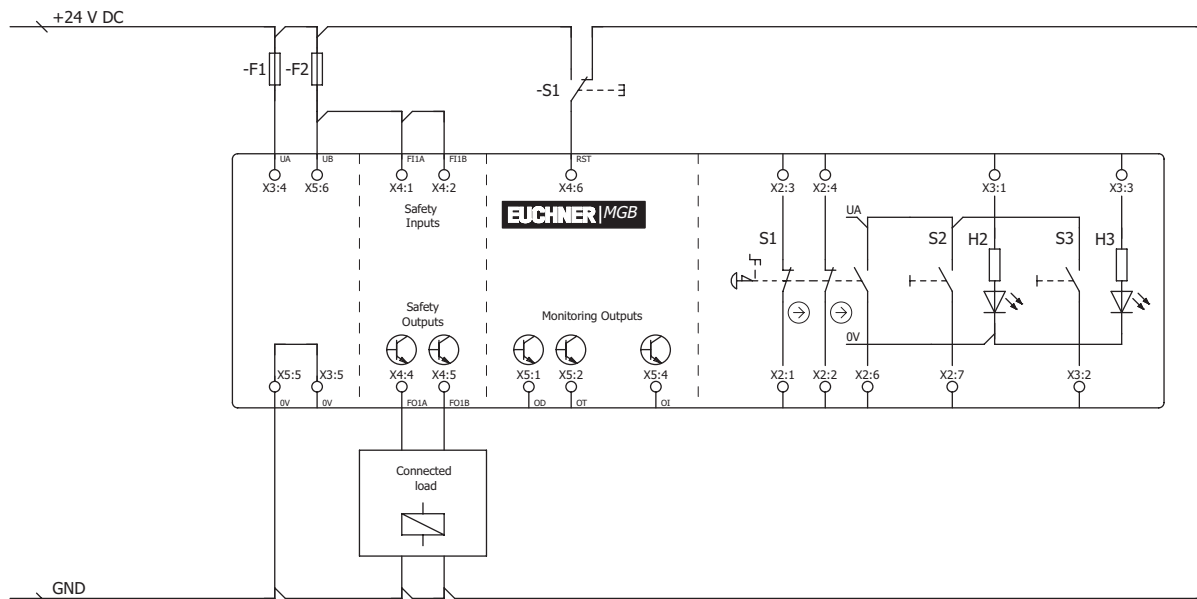 +24 V DC
-F1
-F2
-S1
UA
UB
FI1A
FI1B
RST
X3:4
X5:6
X4:1
X4:2
X4:6
X2:3
X2:4
X3:1
X3:3
Safety
Inputs
EUCHNER MGB
UA
S1
S2
H2
S3
H3
Safety
Outputs
Monitoring Outputs
0V
X5:5
X3:5
X4:4
X4:5
X5:1
X5:2
X5:4
X2:1
X2:2
X2:6
X2:7
X3:2
0V
0V
FO1A
FO1B
OD
OT
OI
Connected
load
GND